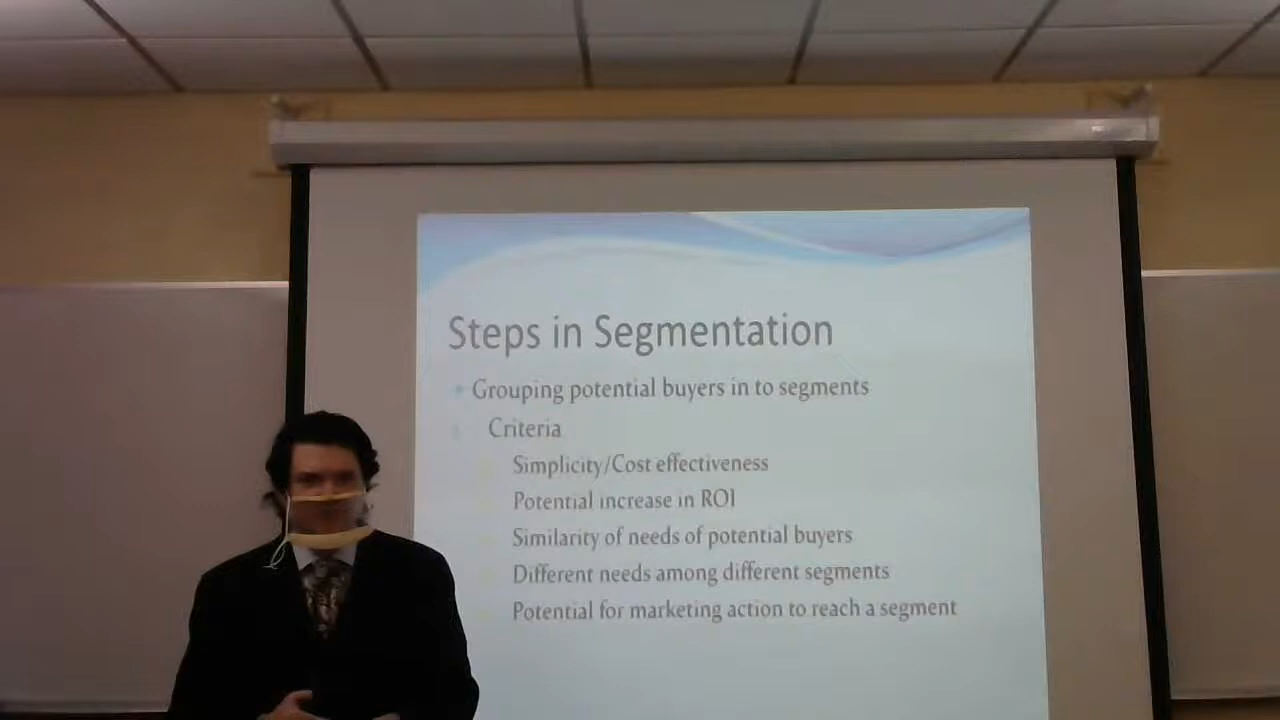 Steps in Segmentation
Grouping potential buyers in to segments
Criteria
Simplicity/Cost effectiveness
Potential increase in ROI
Similarity of needs of potential buyers
Different needs among different segments
Potential for marketing action to reach a segment